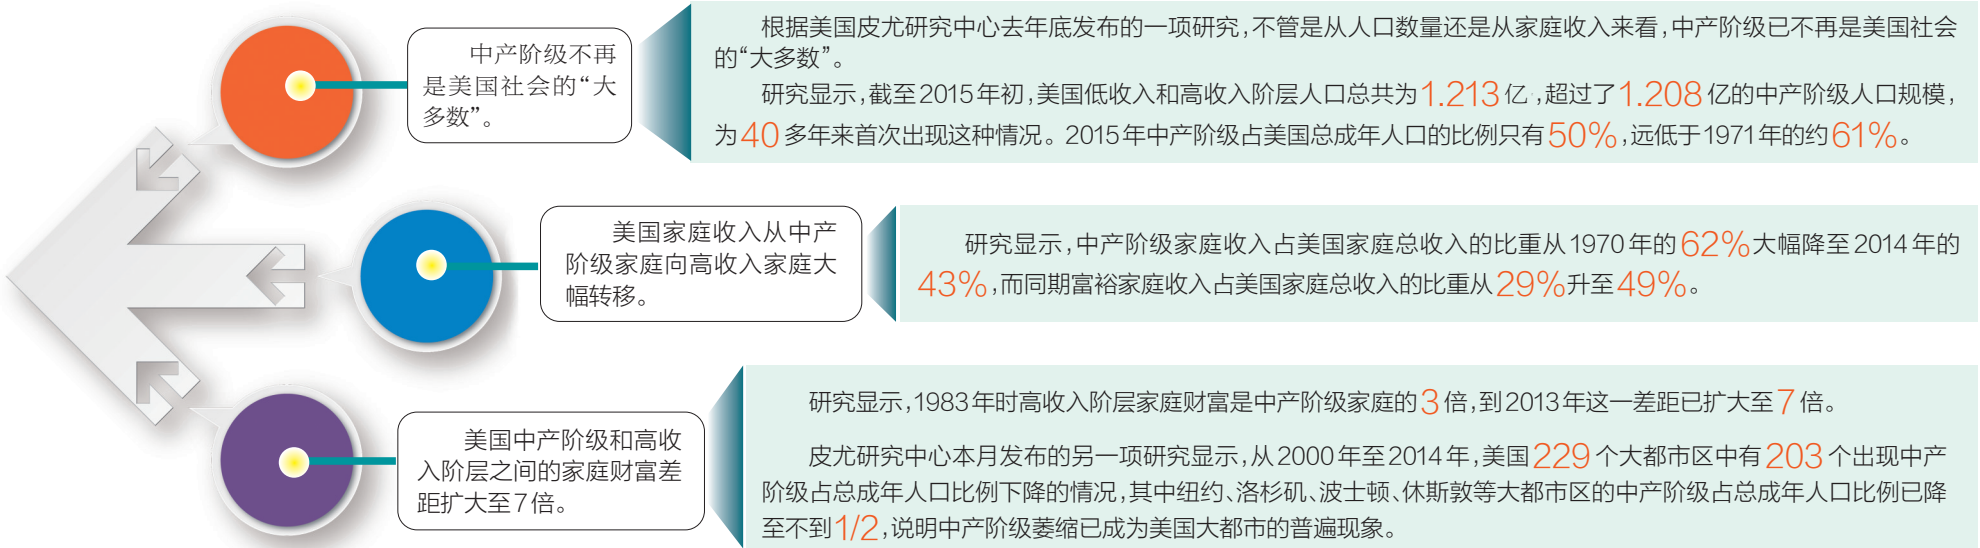 中产阶级不再
是美国社会的“大
多数”。
根据美国皮尤研究中心去年底发布的一项研究,不管是从人口数量还是从家庭收入来看,中产阶级已不再是美国社会
的“大多数”。
研究显示,截至2015年初,美国低收入和高收入阶层人口总共为1.213亿,超过了1.208亿的中产阶级人口规模,
为40多年来首次出现这种情况。2015年中产阶级占美国总成年人口的比例只有50%,远低于1971年的约61%。
美国家庭收入从中产
阶级家庭向高收入家庭大
幅转移。
研究显示,中产阶级家庭收入占美国家庭总收入的比重从1970年的62%大幅降至2014年的
43%,而同期富裕家庭收入占美国家庭总收入的比重从29%升至49%。
美国中产阶级和高收
入阶层之间的家庭财富差
距扩大至7倍。
研究显示,1983年时高收入阶层家庭财富是中产阶级家庭的3倍,到2013年这一差距已扩大至7倍。
皮尤研究中心本月发布的另一项研究显示,从2000年至2014年,美国229个大都市区中有203个出现中产
阶级占总成年人口比例下降的情况,其中纽约、洛杉矶、波士顿、休斯敦等大都市区的中产阶级占总成年人口比例已降
至不到1/2,说明中产阶级萎缩已成为美国大都市的普遍现象。